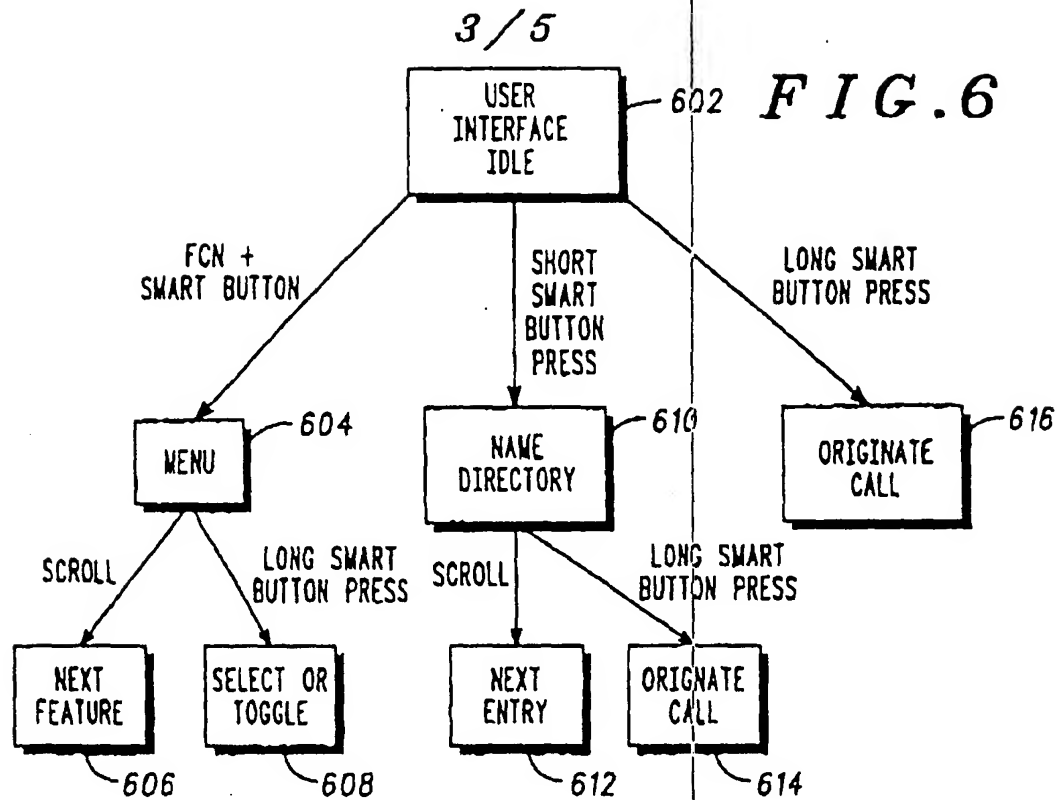 3/5
FIG.6
USER
INTERFACE
IDLE
602
FCN +
SMART BUTTON
SHORT
SMART
BUTTON
PRESS
LONG SMART
BUTTON PRESS
MENU
604
NAME
DIRECTORY
610
ORIGINATE
CALL
616
SCROLL
LONG SMART
BUTTON PRESS
SCROLL
LONG SMART
BUTTON PRESS
NEXT
FEATURE
606
SELECT OR
TOGGLE
608
NEXT
ENTRY
612
ORIGNATE
CALL
614